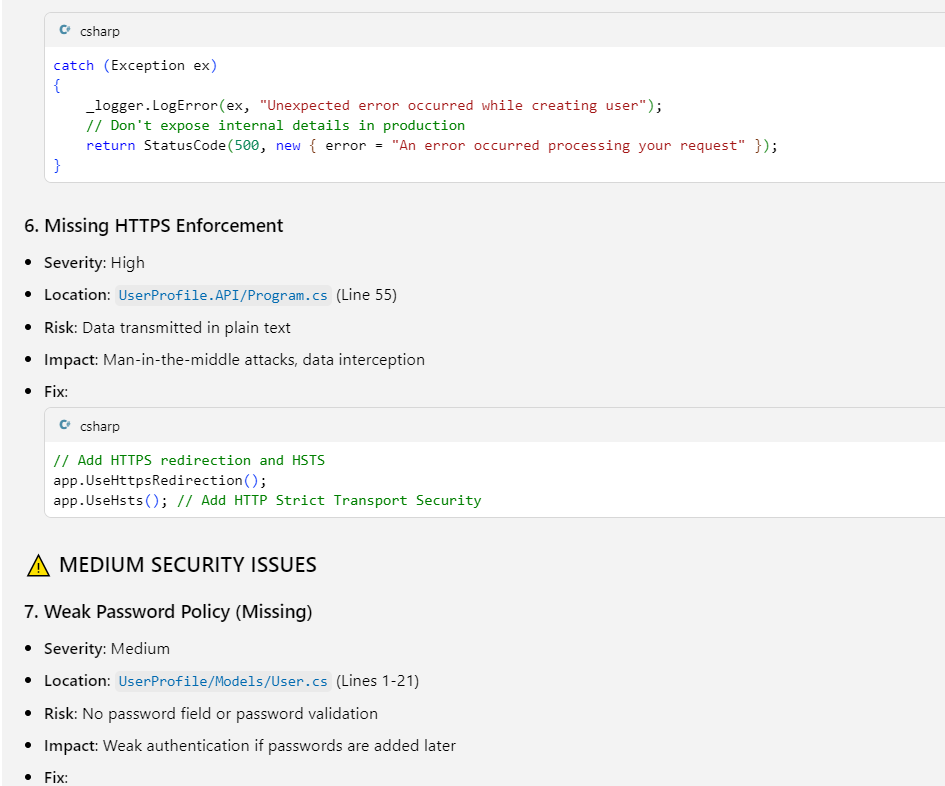 csharp
catch (Exception ex)
{
    _logger.LogError(ex, "Unexpected error occurred while creating user");
    // Don't expose internal details in production
    return StatusCode(500, new { error = "An error occurred processing your request" });
}
6. Missing HTTPS Enforcement
• Severity: High
• Location: UserProfile.API/Program.cs (Line 55)
• Risk: Data transmitted in plain text
• Impact: Man-in-the-middle attacks, data interception
• Fix:
csharp
// Add HTTPS redirection and HSTS
app.UseHttpsRedirection();
app.UseHsts(); // Add HTTP Strict Transport Security
⚠ MEDIUM SECURITY ISSUES
7. Weak Password Policy (Missing)
• Severity: Medium
• Location: UserProfile/Models/User.cs (Lines 1-21)
• Risk: No password field or password validation
• Impact: Weak authentication if passwords are added later
• Fix: